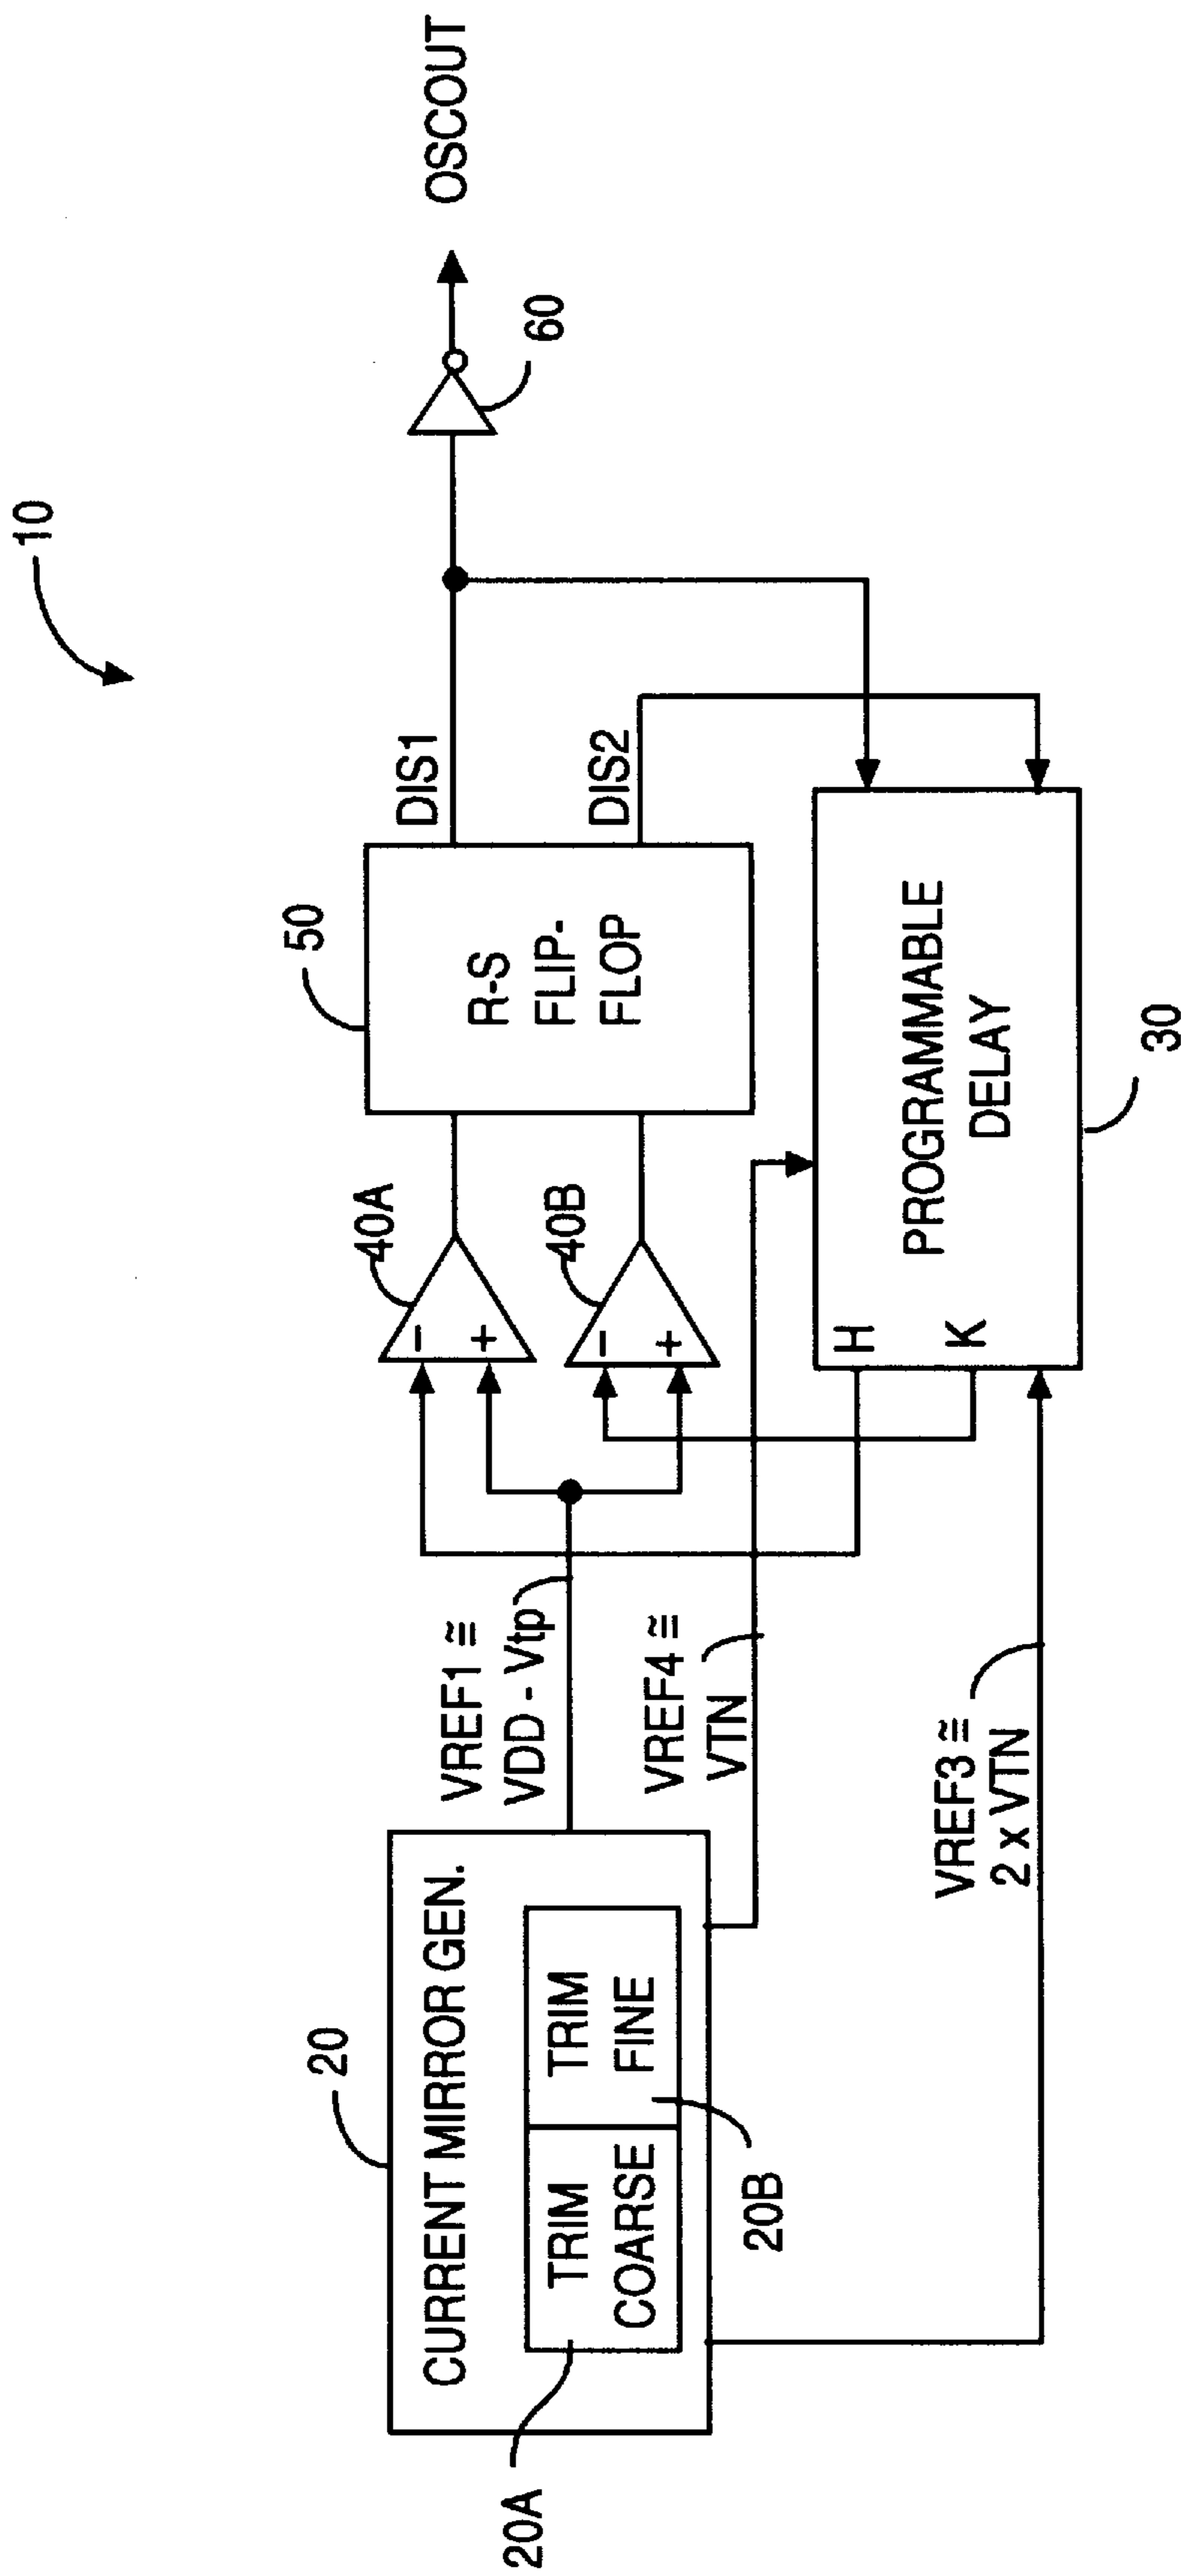 10
20
CURRENT MIRROR GEN.
TRIM
COARSE
TRIM
FINE
20A
20B
VREF1 ≅
VDD - Vtp
VREF4 ≅
VTN
VREF3 ≅
2 x VTN
40A
-
+
40B
-
+
50
R-S
FLIP-
FLOP
DIS1
DIS2
H
K
PROGRAMMABLE
DELAY
30
60
OSCOUT